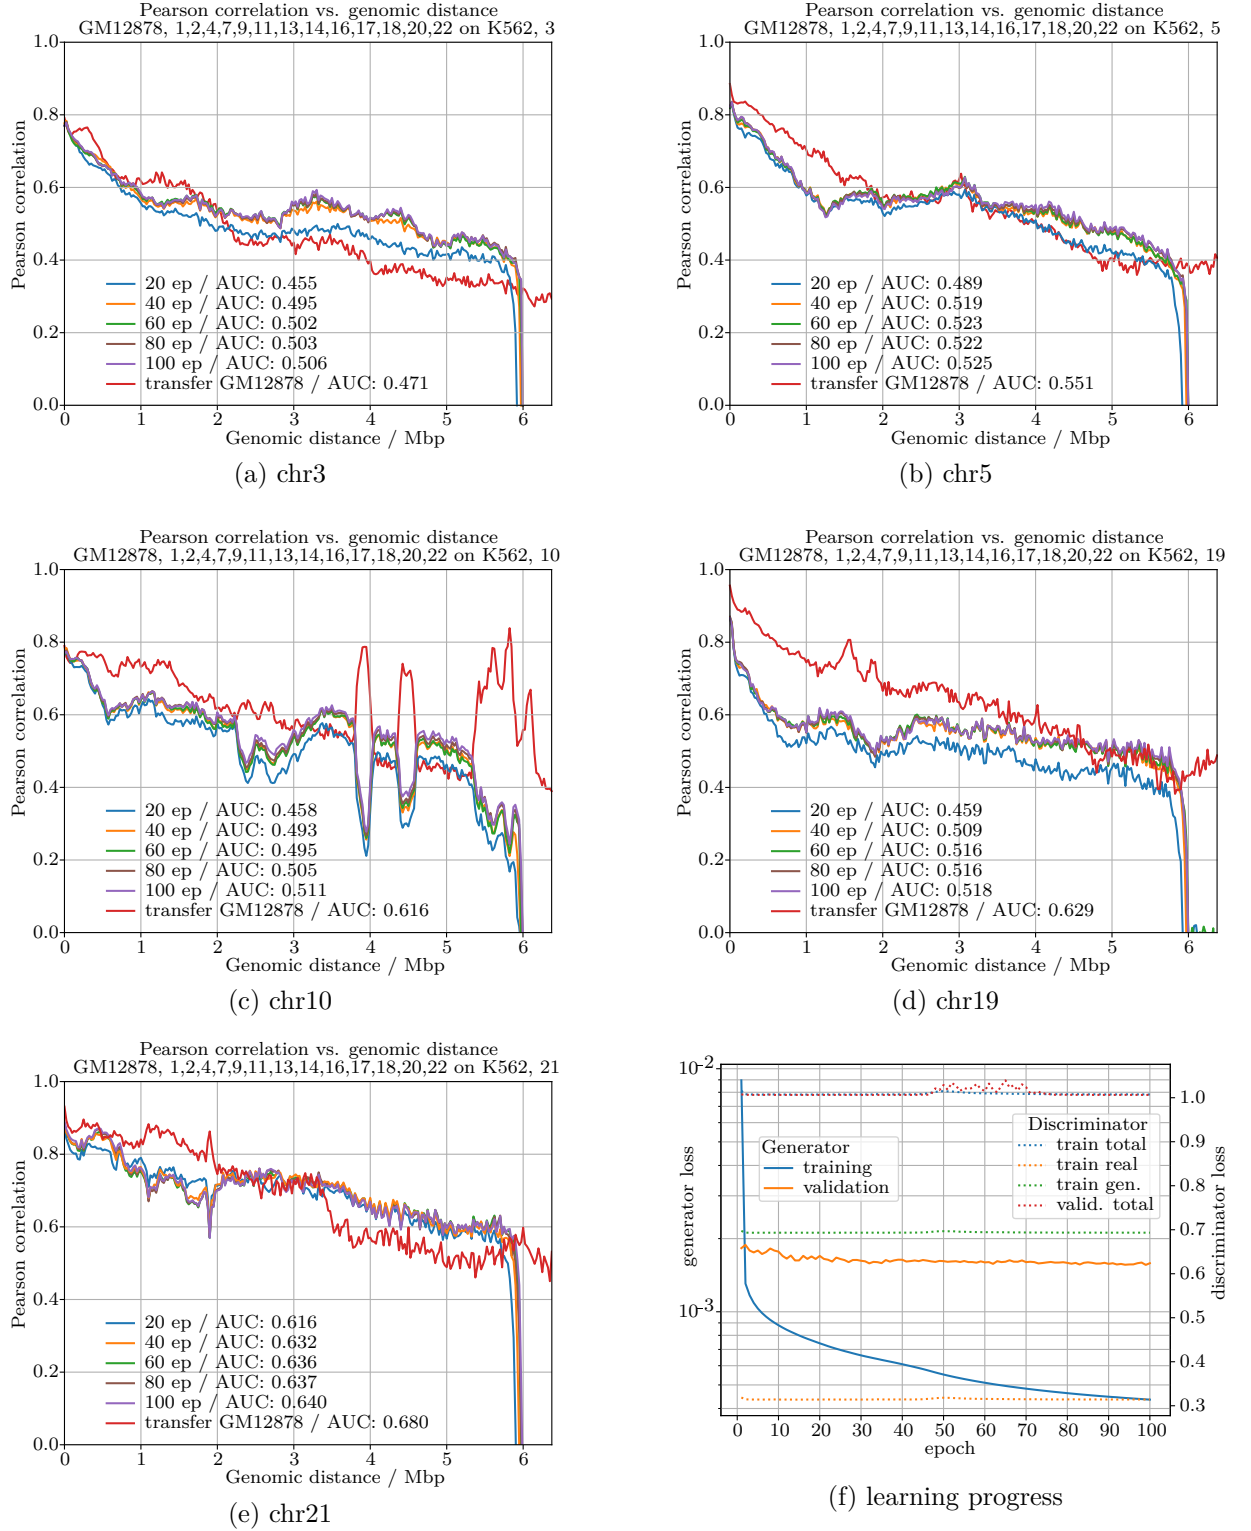 Pearson correlation vs. genomic distance
GM12878, 1,2,4,7,9,11,13,14,16,17,18,20,22 on K562, 3
1.0
0.8
0.6
0.4
0.2
0.0
Pearson correlation
20 ep / AUC: 0.455
40 ep / AUC: 0.495
60 ep / AUC: 0.502
80 ep / AUC: 0.503
100 ep / AUC: 0.506
transfer GM12878 / AUC: 0.471
0 1 2 3 4 5 6
Genomic distance / Mbp
(a) chr3
Pearson correlation vs. genomic distance
GM12878, 1,2,4,7,9,11,13,14,16,17,18,20,22 on K562, 5
1.0
0.8
0.6
0.4
0.2
0.0
Pearson correlation
20 ep / AUC: 0.489
40 ep / AUC: 0.519
60 ep / AUC: 0.523
80 ep / AUC: 0.522
100 ep / AUC: 0.525
transfer GM12878 / AUC: 0.551
0 1 2 3 4 5 6
Genomic distance / Mbp
(b) chr5
Pearson correlation vs. genomic distance
GM12878, 1,2,4,7,9,11,13,14,16,17,18,20,22 on K562, 10
1.0
0.8
0.6
0.4
0.2
0.0
Pearson correlation
20 ep / AUC: 0.458
40 ep / AUC: 0.493
60 ep / AUC: 0.495
80 ep / AUC: 0.505
100 ep / AUC: 0.511
transfer GM12878 / AUC: 0.616
0 1 2 3 4 5 6
Genomic distance / Mbp
(c) chr10
Pearson correlation vs. genomic distance
GM12878, 1,2,4,7,9,11,13,14,16,17,18,20,22 on K562, 19
1.0
0.8
0.6
0.4
0.2
0.0
Pearson correlation
20 ep / AUC: 0.459
40 ep / AUC: 0.509
60 ep / AUC: 0.516
80 ep / AUC: 0.516
100 ep / AUC: 0.518
transfer GM12878 / AUC: 0.629
0 1 2 3 4 5 6
Genomic distance / Mbp
(d) chr19
Pearson correlation vs. genomic distance
GM12878, 1,2,4,7,9,11,13,14,16,17,18,20,22 on K562, 21
1.0
0.8
0.6
0.4
0.2
0.0
Pearson correlation
20 ep / AUC: 0.616
40 ep / AUC: 0.632
60 ep / AUC: 0.636
80 ep / AUC: 0.637
100 ep / AUC: 0.640
transfer GM12878 / AUC: 0.680
0 1 2 3 4 5 6
Genomic distance / Mbp
(e) chr21
10⁻²
10⁻³
generator loss
Generator
training
validation
Discriminator
train total
train real
train gen.
valid. total
1.0
0.9
0.8
0.7
0.6
0.5
0.4
0.3
discriminator loss
0 10 20 30 40 50 60 70 80 90 100
epoch
(f) learning progress